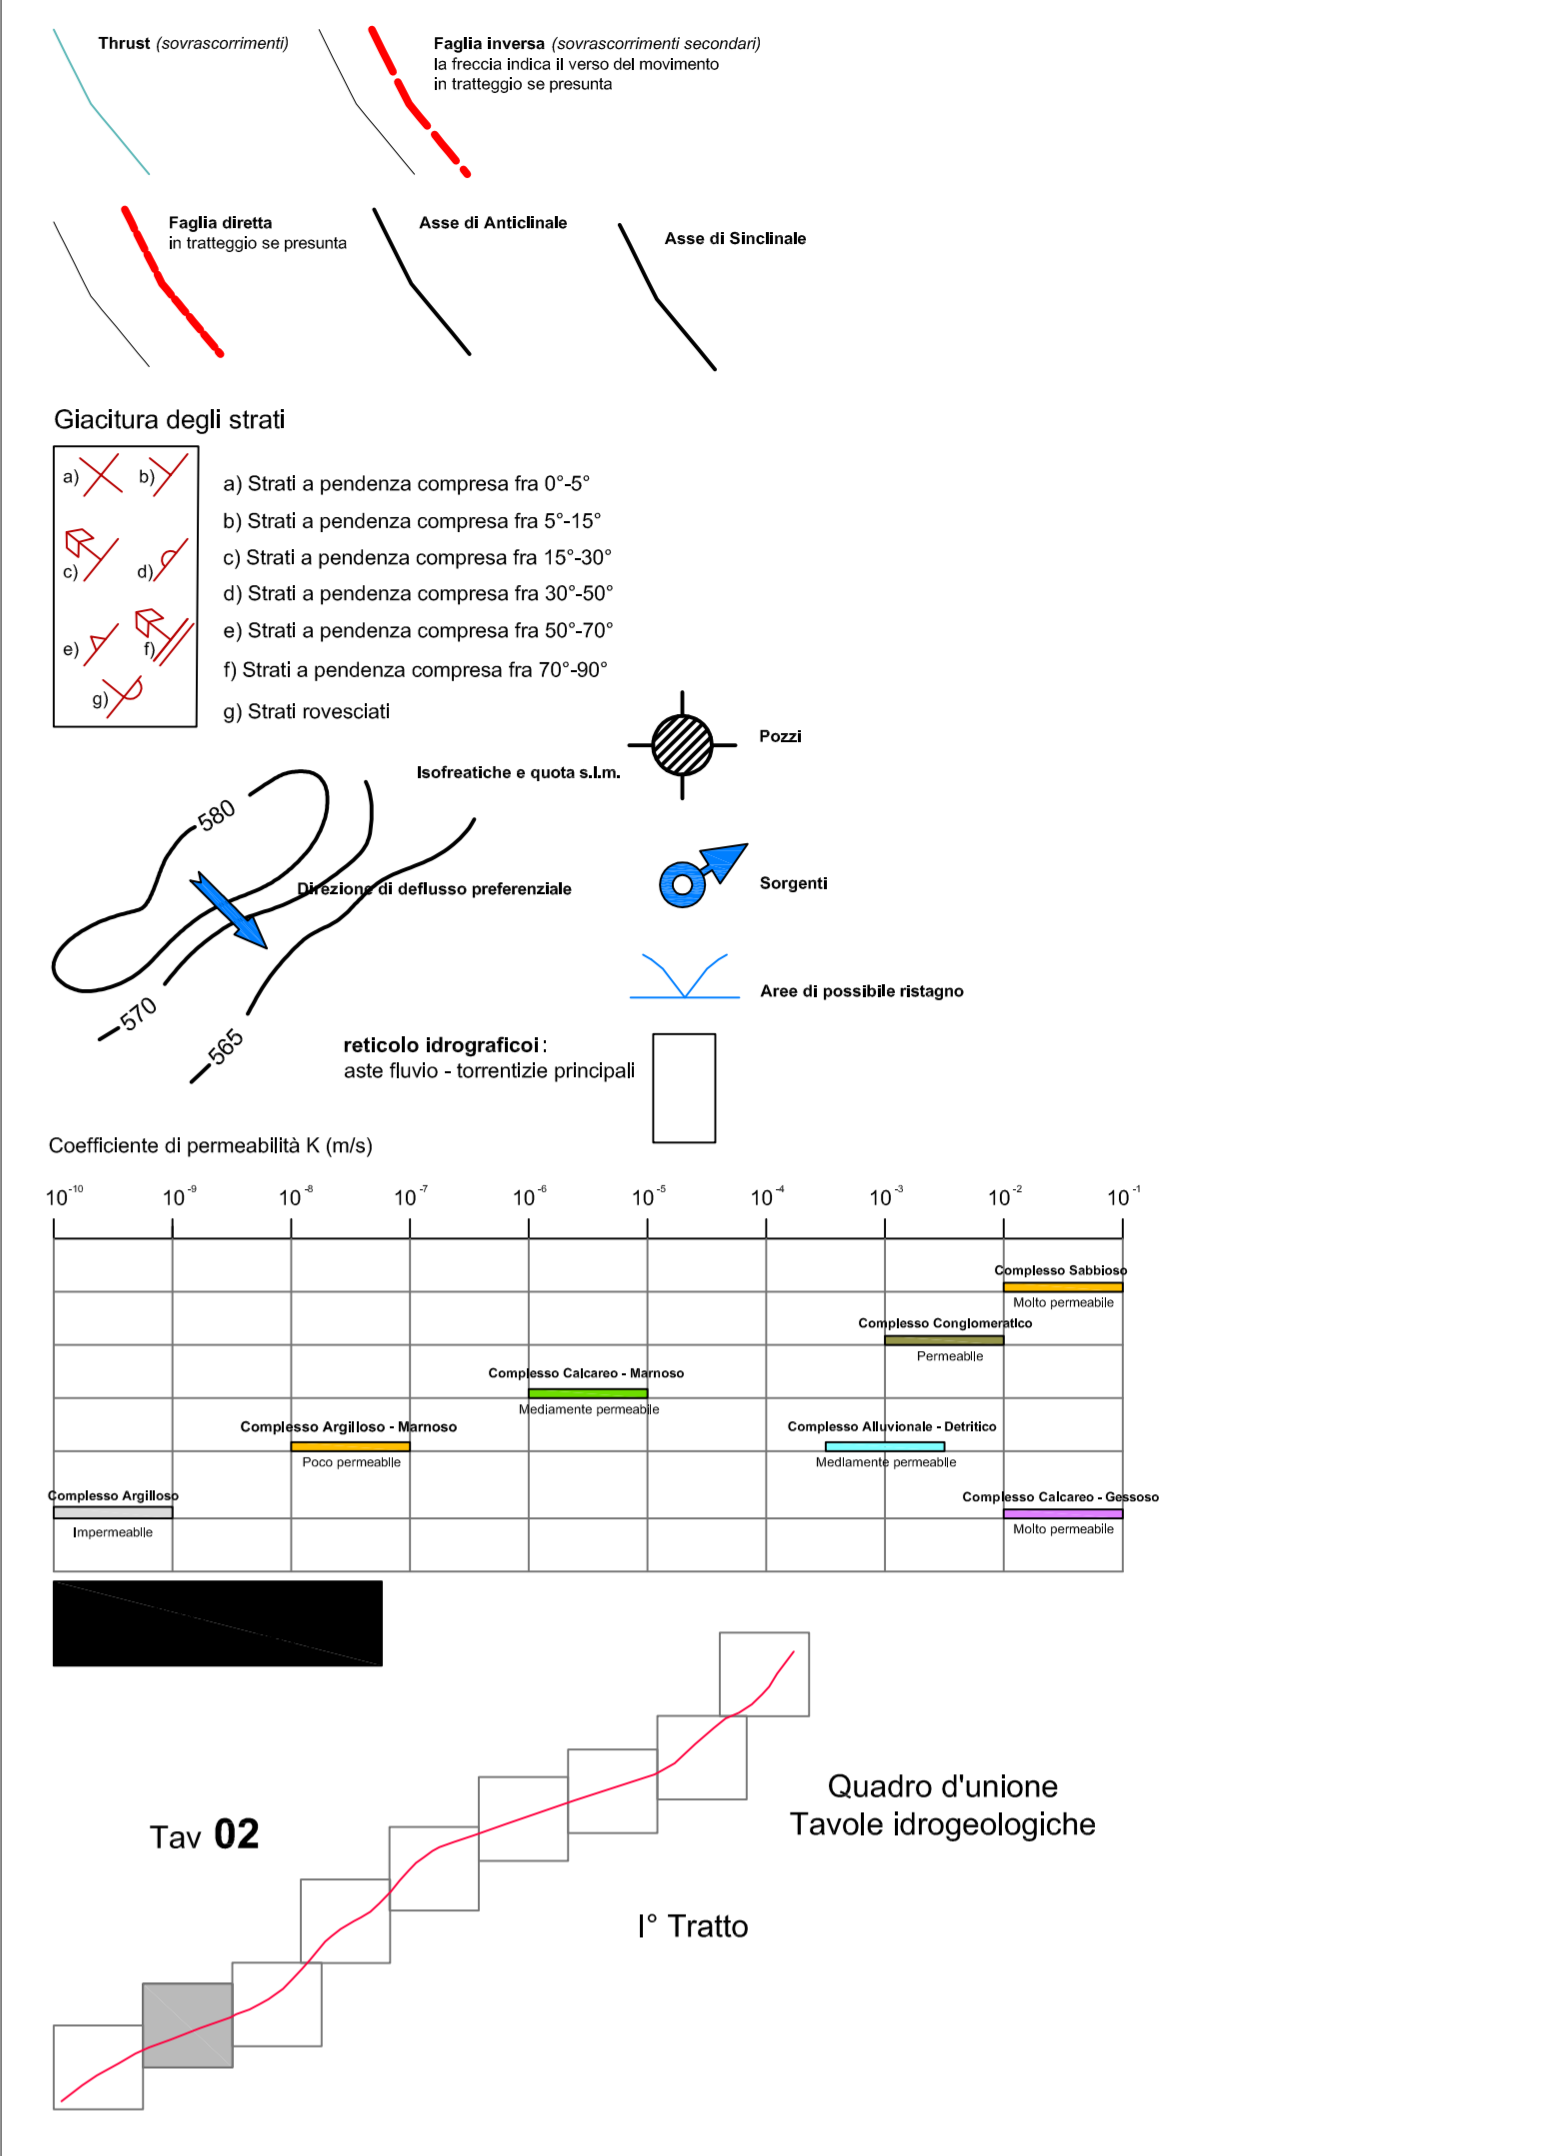 Thrust (sovrascorrimenti)
Faglia inversa (sovrascorrimenti secondari)
la freccia indica il verso del movimento
in tratteggio se presunta
Faglia diretta
in tratteggio se presunta
Asse di Anticlinale
Asse di Sinclinale
Giacitura degli strati
a)
b)
c)
d)
e)
f)
g)
a) Strati a pendenza compresa fra 0°-5°
b) Strati a pendenza compresa fra 5°-15°
c) Strati a pendenza compresa fra 15°-30°
d) Strati a pendenza compresa fra 30°-50°
e) Strati a pendenza compresa fra 50°-70°
f) Strati a pendenza compresa fra 70°-90°
g) Strati rovesciati
Pozzi
Isofreatiche e quota s.l.m.
580
Direzione di deflusso preferenziale
Sorgenti
570
565
Aree di possibile ristagno
reticolo idrograficoi:
aste fluvio - torrentizie principali
Coefficiente di permeabilità K (m/s)
10^-10 10^-9 10^-8 10^-7 10^-6 10^-5 10^-4 10^-3 10^-2 10^-1
Complesso Sabbioso
Molto permeabile
Complesso Conglomeratico
Permeabile
Complesso Calcareo - Marnoso
Mediamente permeabile
Complesso Argilloso - Marnoso
Poco permeabile
Complesso Alluvionale - Detritico
Mediamente permeabile
Complesso Argilloso
Impermeabile
Complesso Calcareo - Gessoso
Molto permeabile
Quadro d'unione
Tavole idrogeologiche
Tav 02
I° Tratto